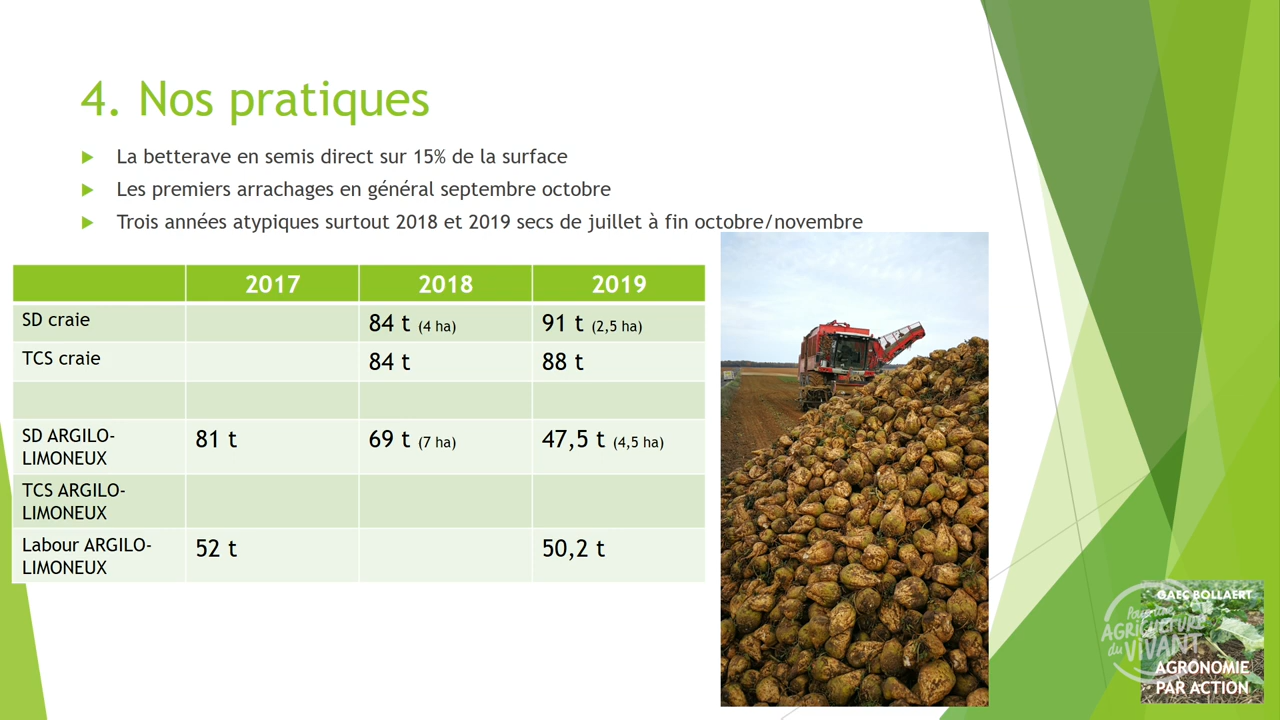 4. Nos pratiques
La betterave en semis direct sur 15% de la surface
Les premiers arrachages en général septembre octobre
Trois années atypiques surtout 2018 et 2019 secs de juillet à fin octobre/novembre
2017 2018 2019
SD craie 84 t (4 ha) 91 t (2,5 ha)
TCS craie 84 t 88 t
SD ARGILO-
LIMONEUX 81 t 69 t (7 ha) 47,5 t (4,5 ha)
TCS ARGILO-
LIMONEUX
Labour ARGILO-
LIMONEUX 52 t 50,2 t
GAEC BOLLAERT
Pour une
AGRiCULTURE
du ViVANT
AGRONOMIE
PAR ACTION